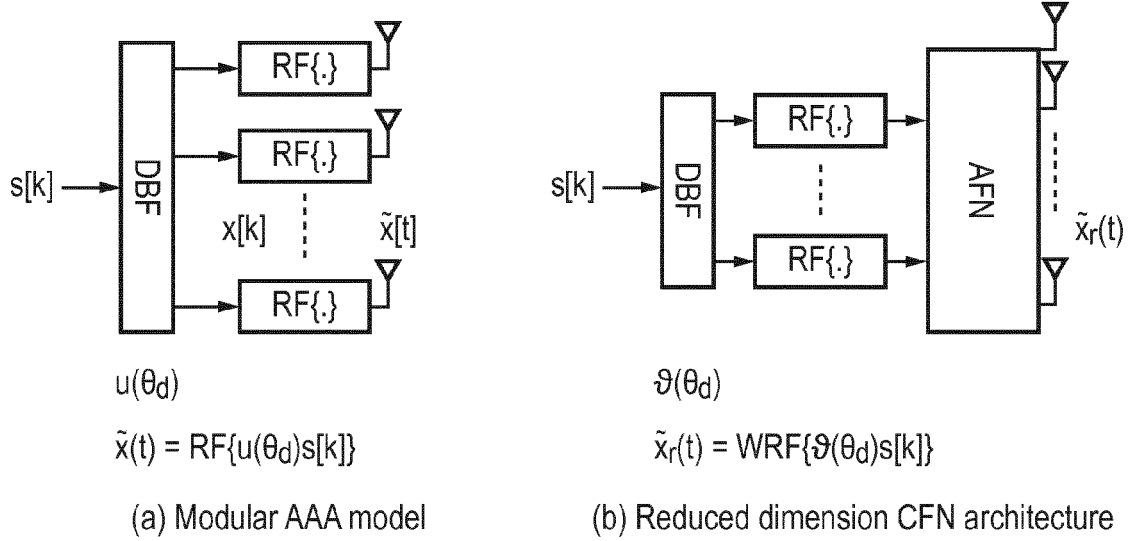 s[k]
DBF
RF{.}
RF{.}
x[k]
x̃[t]
RF{.}
u(θd)
x̃(t) = RF{u(θd)s[k]}
(a) Modular AAA model
s[k]
DBF
RF{.}
RF{.}
AFN
x̃r(t)
ϑ(θd)
x̃r(t) = WRF{ϑ(θd)s[k]}
(b) Reduced dimension CFN architecture